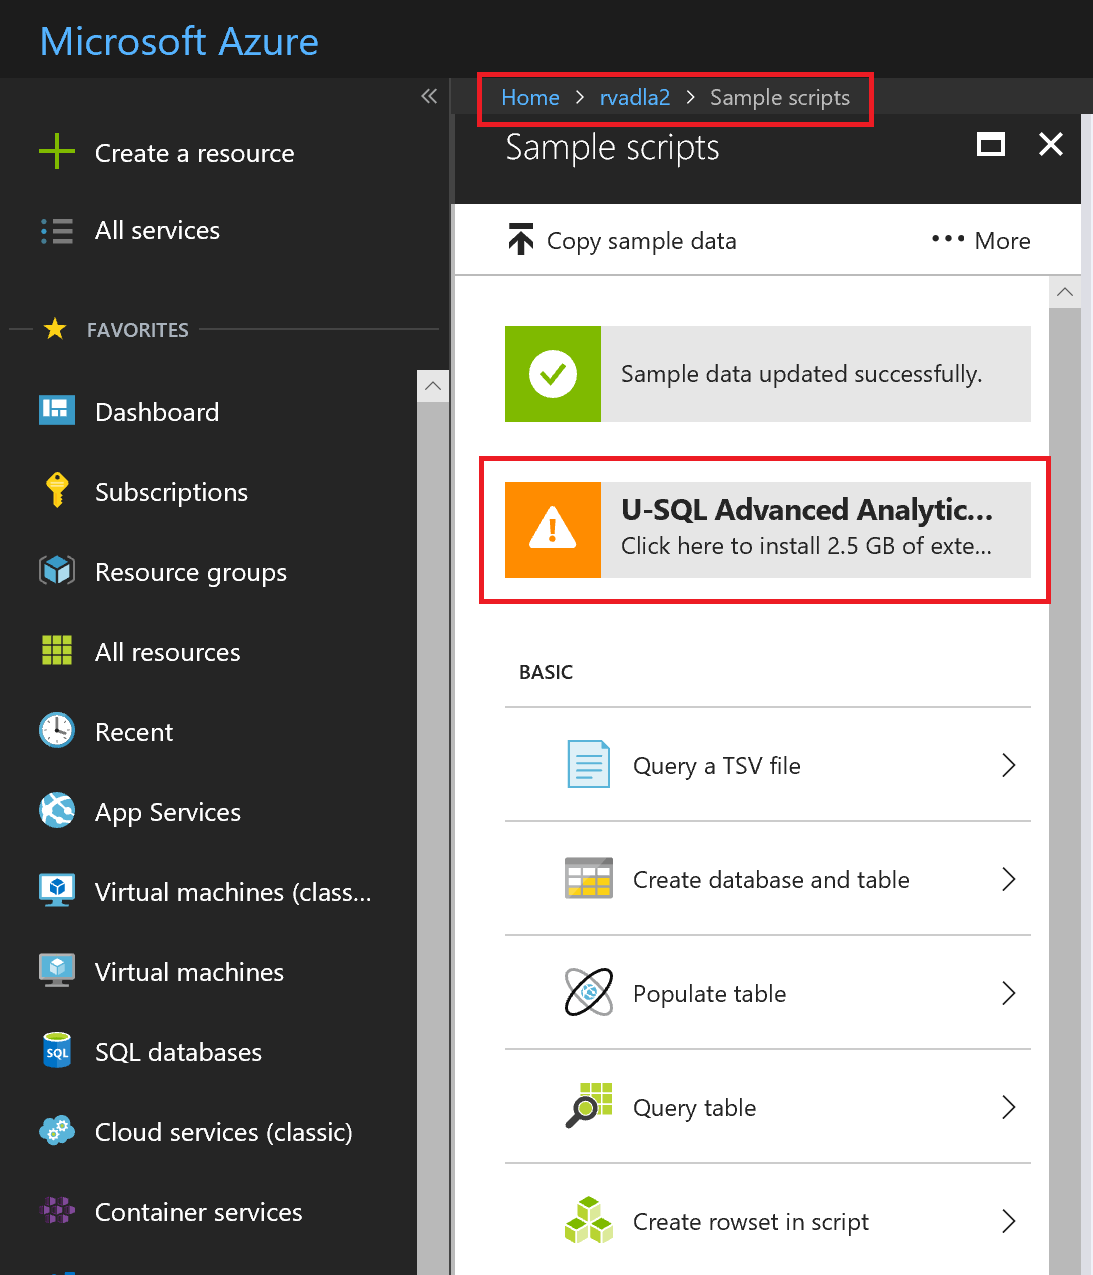 Microsoft Azure
Home > rvadla2 > Sample scripts
Create a resource
All services
FAVORITES
Dashboard
Subscriptions
Resource groups
All resources
Recent
App Services
Virtual machines (class...
Virtual machines
SQL
SQL databases
Cloud services (classic)
Container services
Sample scripts
Copy sample data
••• More
Sample data updated successfully.
U-SQL Advanced Analytic...
Click here to install 2.5 GB of exte...
BASIC
Query a TSV file
Create database and table
Populate table
Query table
Create rowset in script